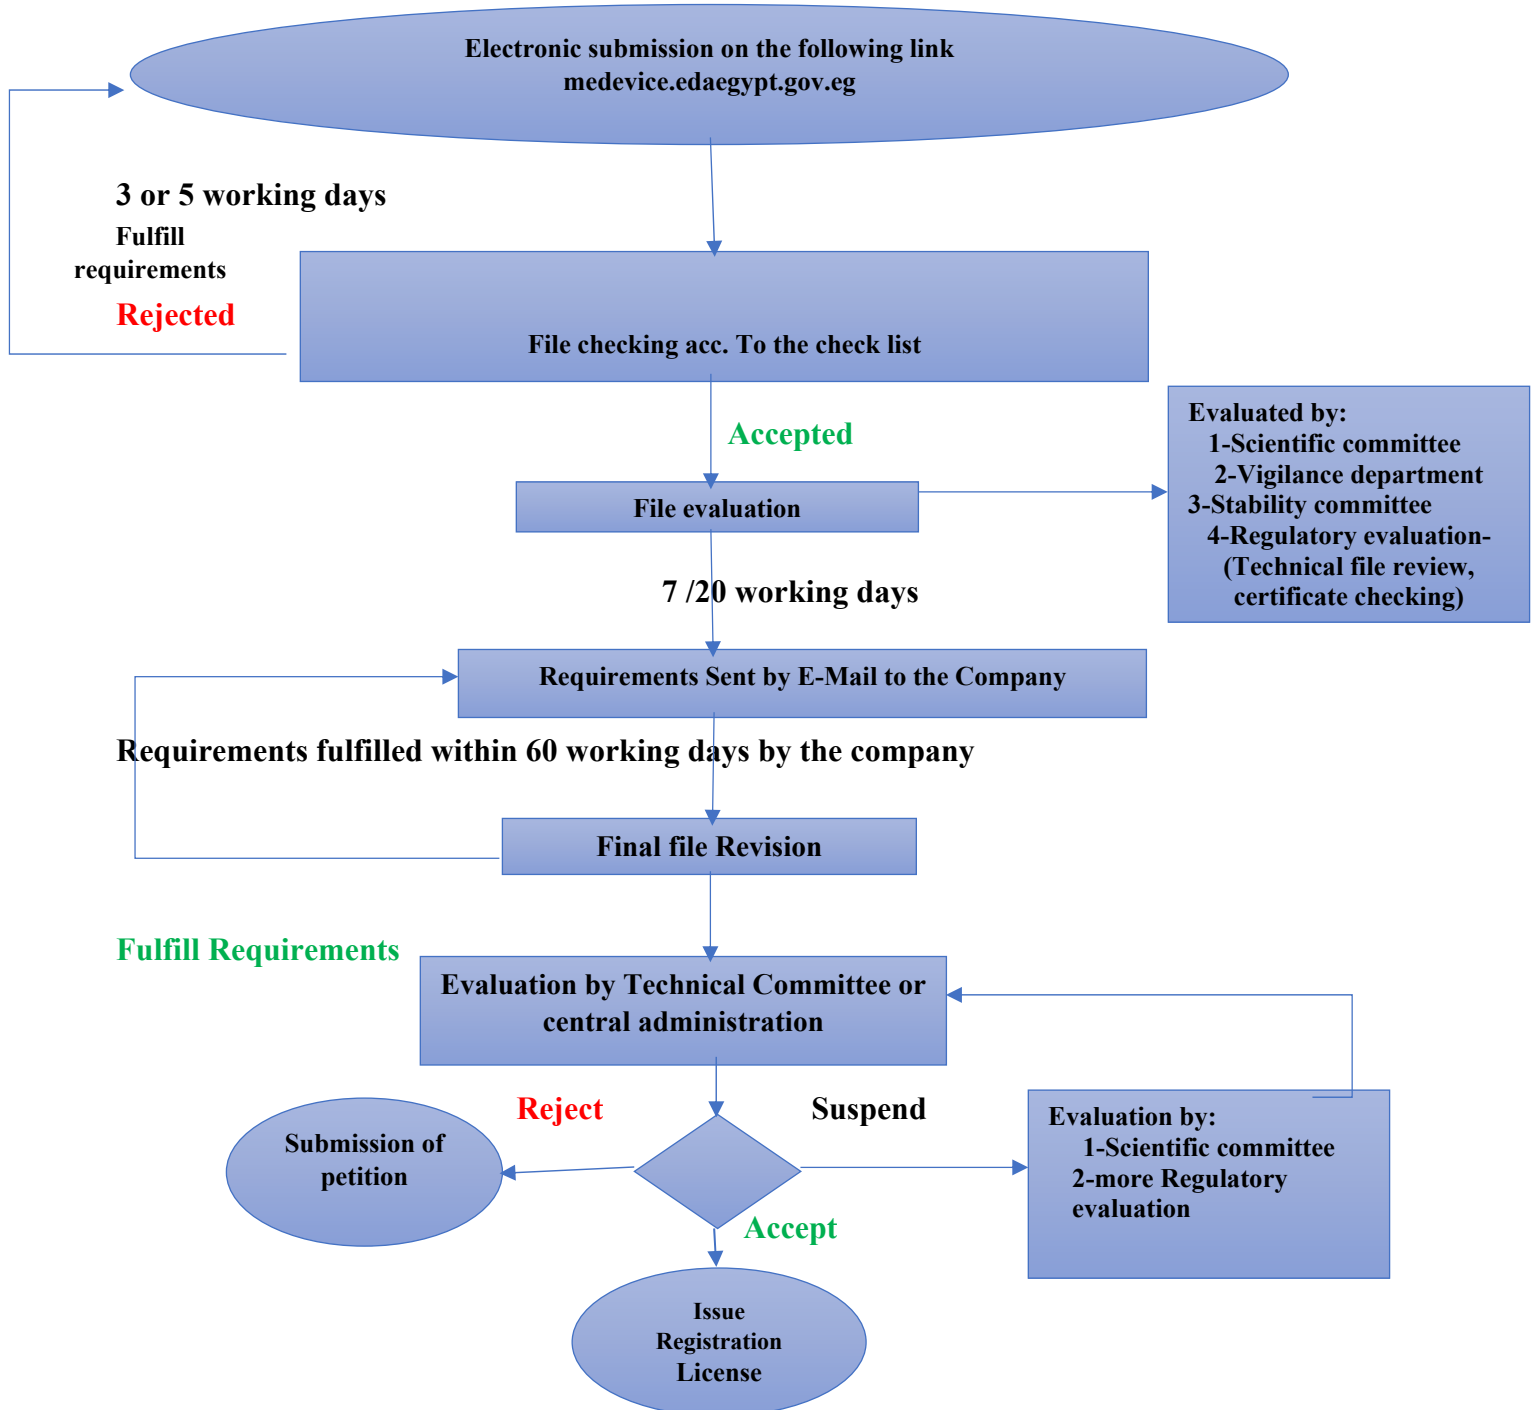 Electronic submission on the following link
medevice.edaegypt.gov.eg
3 or 5 working days
Fulfill
requirements
Rejected
File checking acc. To the check list
Accepted
Evaluated by:
1-Scientific committee
2-Vigilance department
3-Stability committee
4-Regulatory evaluation-
(Technical file review,
certificate checking)
File evaluation
7 /20 working days
Requirements Sent by E-Mail to the Company
Requirements fulfilled within 60 working days by the company
Final file Revision
Fulfill Requirements
Evaluation by Technical Committee or
central administration
Reject
Suspend
Submission of
petition
Evaluation by:
1-Scientific committee
2-more Regulatory
evaluation
Accept
Issue
Registration
License